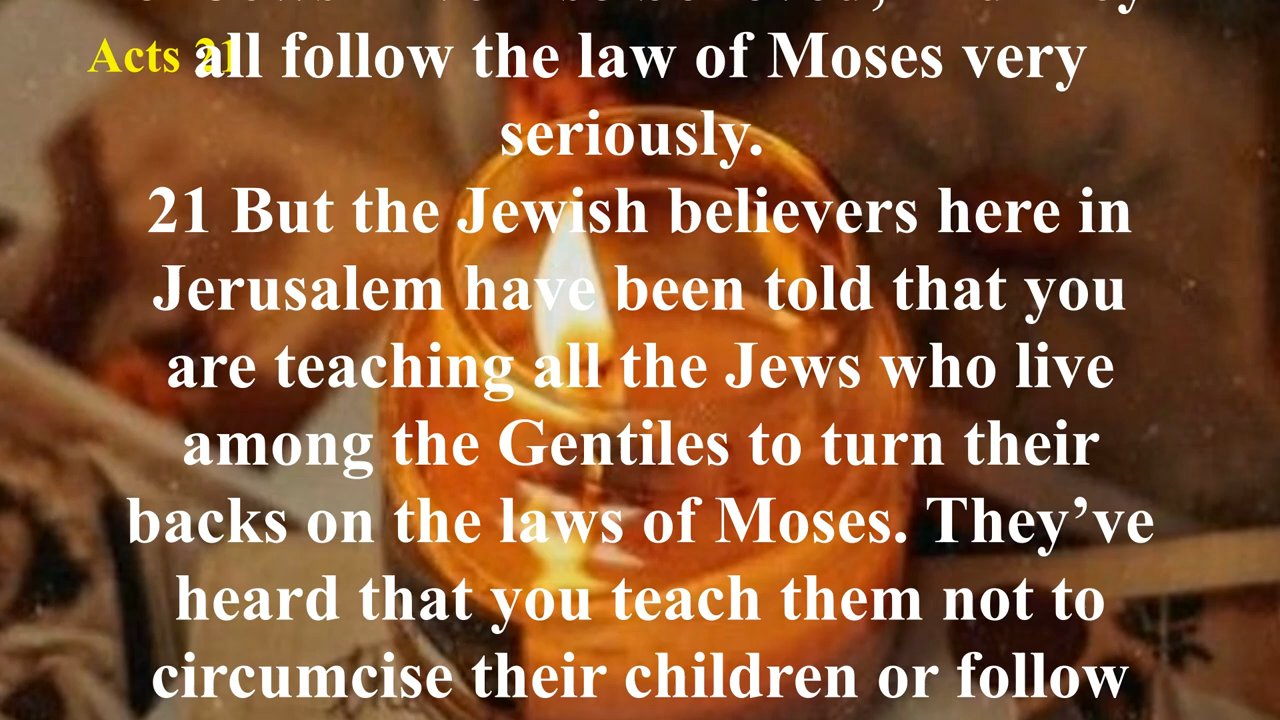 Acts 21
all follow the law of Moses very
seriously.
21 But the Jewish believers here in
Jerusalem have been told that you
are teaching all the Jews who live
among the Gentiles to turn their
backs on the laws of Moses. They’ve
heard that you teach them not to
circumcise their children or follow